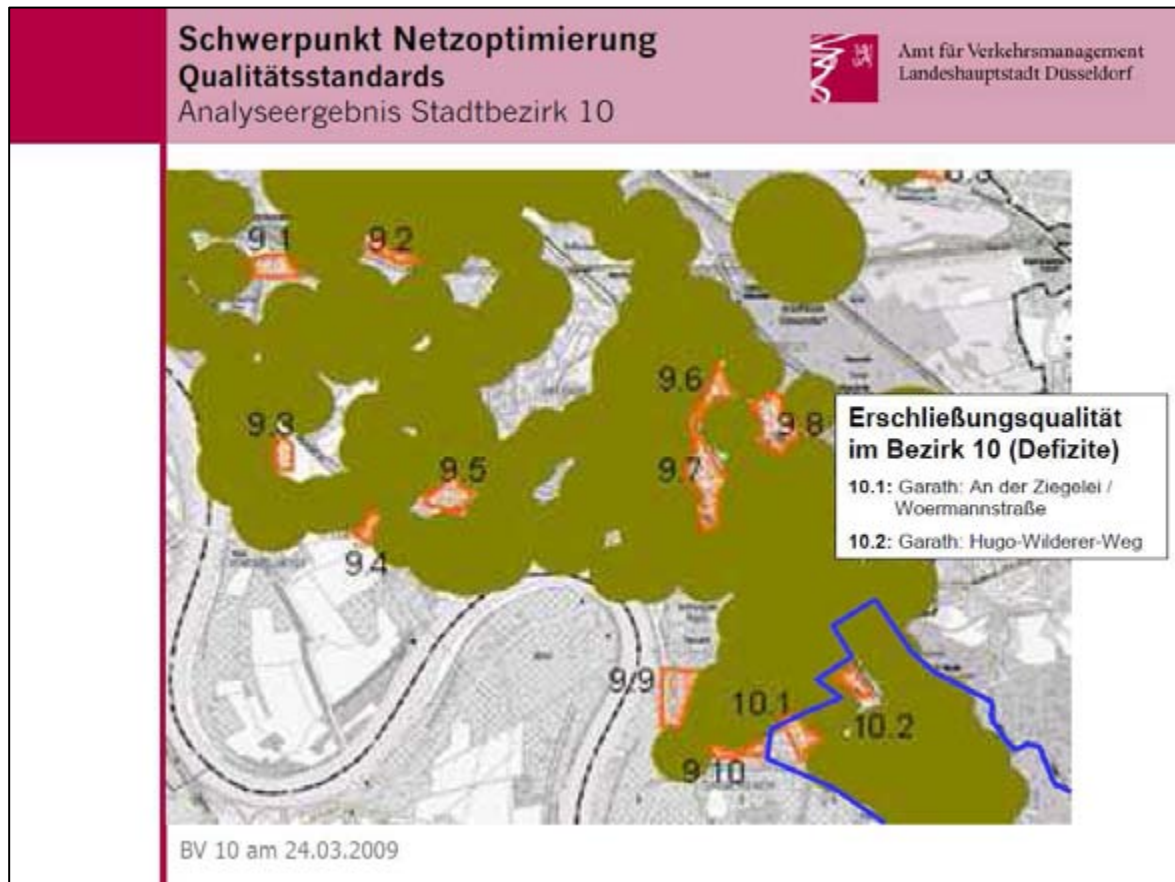 Schwerpunkt Netzoptimierung
Qualitätsstandards
Analyseergebnis Stadtbezirk 10
Amt für Verkehrsmanagement
Landeshauptstadt Düsseldorf
9.1
9.2
9.3
9.4
9.5
9.6
9.7
9.8
9.9
9.10
10.1
10.2
Erschließungsqualität
im Bezirk 10 (Defizite)
10.1: Garath: An der Ziegelei /
Woermannstraße
10.2: Garath: Hugo-Wilderer-Weg
BV 10 am 24.03.2009